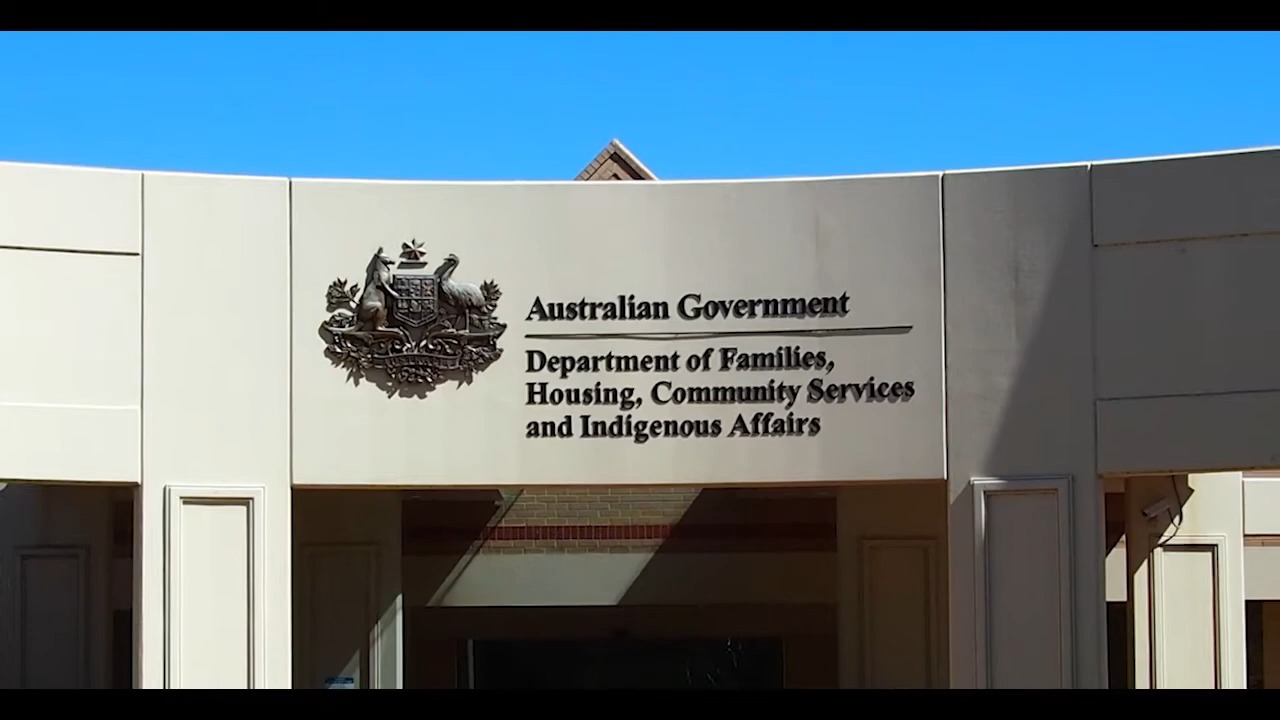 Australian Government
Department of Families,
Housing, Community Services
and Indigenous Affairs